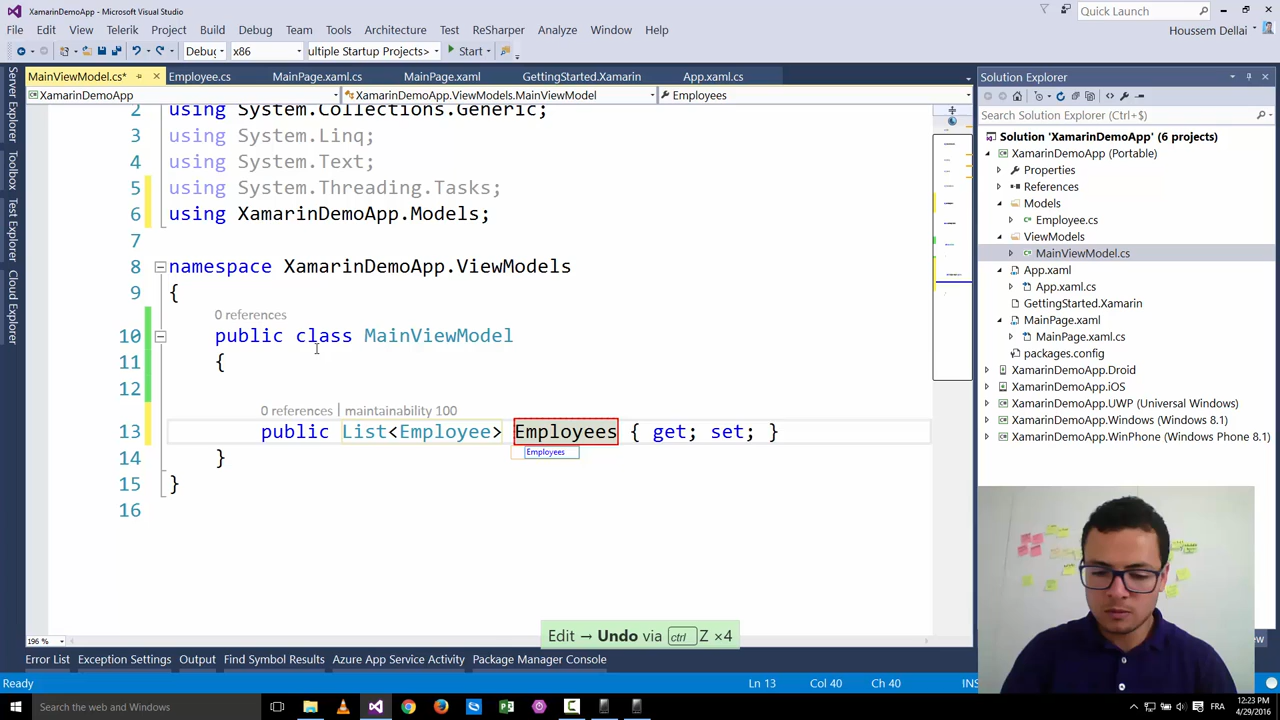 XamarinDemoApp - Microsoft Visual Studio
Quick Launch
File Edit View Telerik Project Build Debug Team Tools Test ReSharper Architecture Analyze Window Help
Houssem Dellai
Debug x86 ultiple Startup Projects> Start
MainViewModel.cs* Employee.cs MainPage.xaml.cs MainPage.xaml GettingStarted.Xamarin App.xaml.cs
XamarinDemoApp XamarinDemoApp.ViewModels.MainViewModel Employees
Server Explorer
Toolbox
Test Explorer
Cloud Explorer
2 using System.Collections.Generic;
3 using System.Linq;
4 using System.Text;
5 using System.Threading.Tasks;
6 using XamarinDemoApp.Models;
7
8 namespace XamarinDemoApp.ViewModels
9 {
0 references
10 public class MainViewModel
11 {
12
0 references | maintainability 100
13 public List<Employee> Employees { get; set; }
Employees
14 }
15 }
16
Edit → Undo via ctrl Z ×4
196 %
Solution Explorer
Search Solution Explorer (Ctrl+$)
Solution 'XamarinDemoApp' (6 projects)
XamarinDemoApp (Portable)
Properties
References
Models
Employee.cs
ViewModels
MainViewModel.cs
App.xaml
App.xaml.cs
GettingStarted.Xamarin
MainPage.xaml
MainPage.xaml.cs
packages.config
XamarinDemoApp.Droid
XamarinDemoApp.iOS
XamarinDemoApp.UWP (Universal Windows)
XamarinDemoApp.Windows (Windows 8.1)
XamarinDemoApp.WinPhone (Windows Phone 8.1)
Error List Exception Settings Output Find Symbol Results Azure App Service Activity Package Manager Console
Ready Ln 13 Col 40 Ch 40 INS
Search the web and Windows
FRA
12:23 PM
4/29/2016